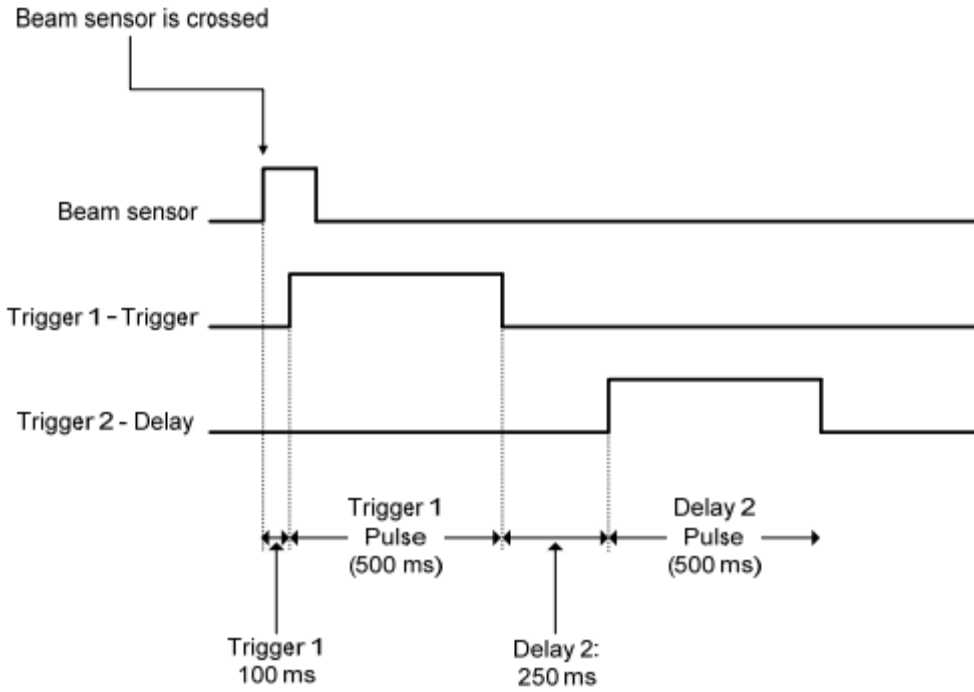 Beam sensor is crossed
Beam sensor
Trigger 1 - Trigger
Trigger 2 - Delay
Trigger 1
Pulse
(500 ms)
Delay 2
Pulse
(500 ms)
Trigger 1
100 ms
Delay 2:
250 ms